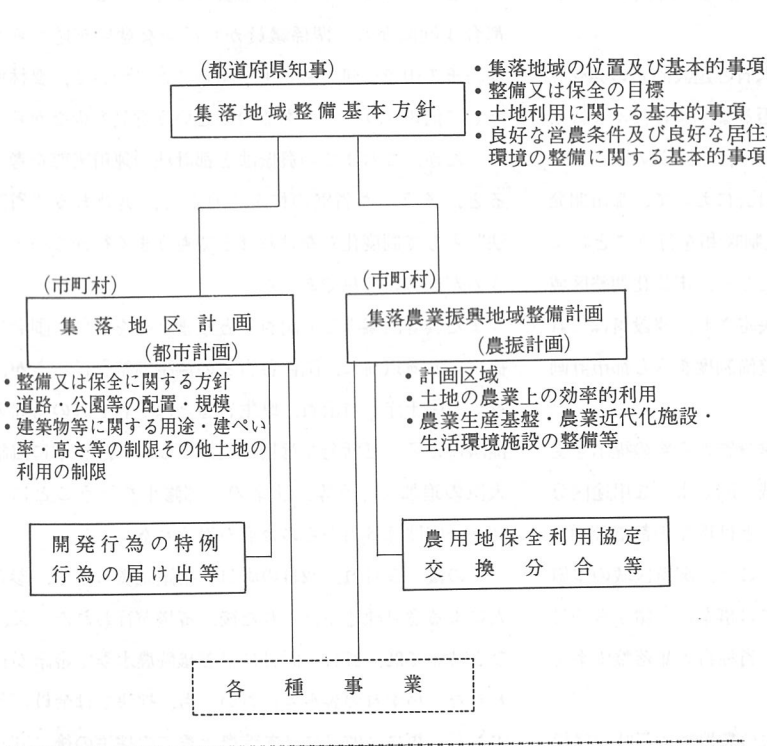 (都道府県知事)
集落地域整備基本方針
・集落地域の位置及び基本的事項
・整備又は保全の目標
・土地利用に関する基本的事項
・良好な営農条件及び良好な居住
環境の整備に関する基本的事項
(市町村)
集落地区計画
(都市計画)
・整備又は保全に関する方針
・道路・公園等の配置・規模
・建築物等に関する用途・建ぺい
率・高さ等の制限その他土地の
利用の制限
(市町村)
集落農業振興地域整備計画
(農振計画)
・計画区域
・土地の農業上の効率的利用
・農業生産基盤・農業近代化施設・
生活環境施設の整備等
開発行為の特例
行為の届け出等
農用地保全利用協定
交換分合等
各種事業